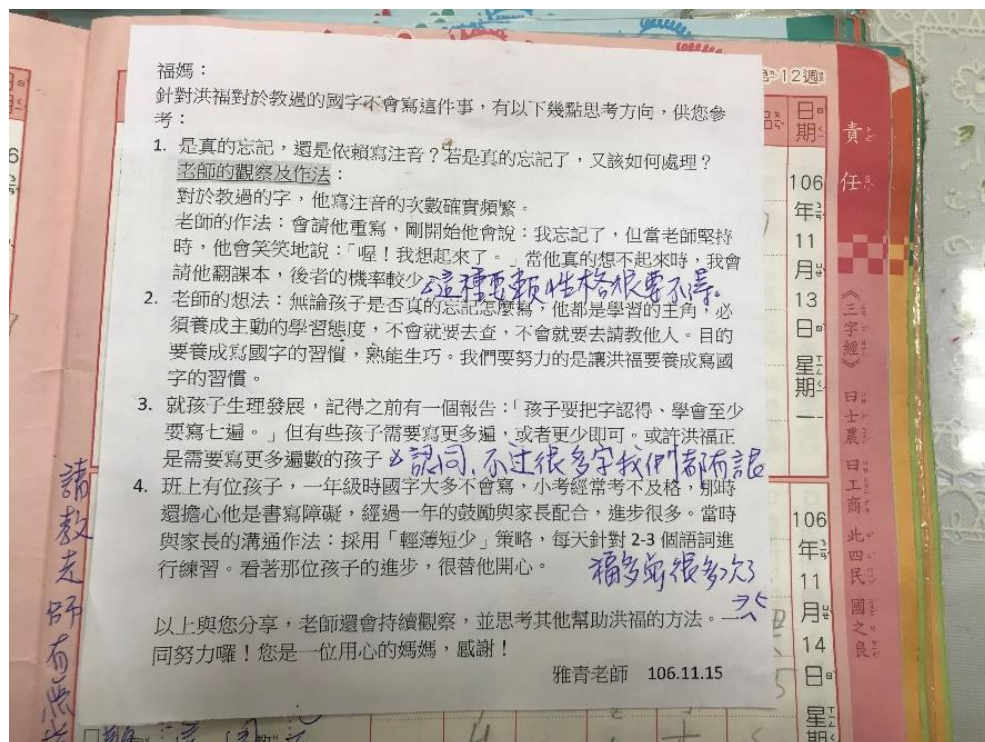 福媽：
針對洪福對於教過的國字不會寫這件事，有以下幾點思考方向，供您參
考：
1. 是真的忘記，還是依賴寫注音？若是真的忘記了，又該如何處理？
老師的觀察及作法：
對於教過的字，他寫注音的次數確實頻繁。
老師的作法：會請他重寫，剛開始他會說：我忘記了，但當老師堅持
時，他會笑笑地說：「喔！我想起來了。」當他真的想不起來時，我會
請他翻課本，後者的機率較少。這種耍賴性格很要不得。
2. 老師的想法：無論孩子是否真的忘記怎麼寫，他都是學習的主角，必
須養成主動的學習態度，不會就要去查，不會就要去請教他人。目的
要養成寫國字的習慣，熟能生巧。我們要努力的是讓洪福要養成寫國
字的習慣。
3. 就孩子生理發展，記得之前有一個報告：「孩子要把字認得、學會至少
要寫七遍。」但有些孩子需要寫更多遍，或者更少即可。或許洪福正
是需要寫更多遍數的孩子。認同，不过很多字我們都有請
4. 班上有位孩子，一年級時國字大多不會寫，小考經常考不及格，那時
還擔心他是書寫障礙，經過一年的鼓勵與家長配合，進步很多。當時
與家長的溝通作法：採用「輕薄短少」策略，每天針對 2-3 個語詞進
行練習。看著那位孩子的進步，很替他開心。
福多寫很多次了
以上與您分享，老師還會持續觀察，並思考其他幫助洪福的方法。一
同努力囉！您是一位用心的媽媽，感謝！
雅青老師 106.11.15
12週
日期
106
年
11
月
13
日
星期一
106
年
11
月
14
日
星期
責任
《三字經》
曰士農 曰工商 此四民 國之良
請教老師有